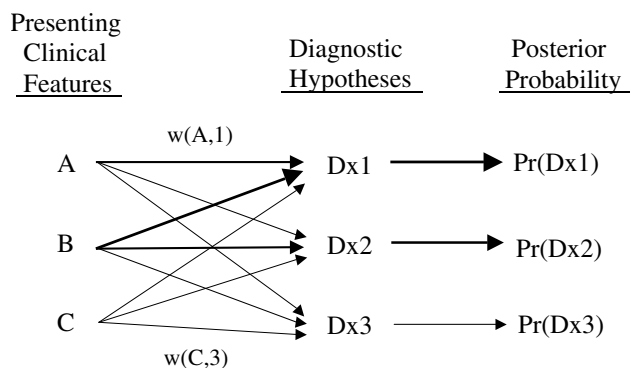 Presenting
Clinical
Features
Diagnostic
Hypotheses
Posterior
Probability
w(A,1)
A
Dx1
Pr(Dx1)
B
Dx2
Pr(Dx2)
C
Dx3
Pr(Dx3)
w(C,3)